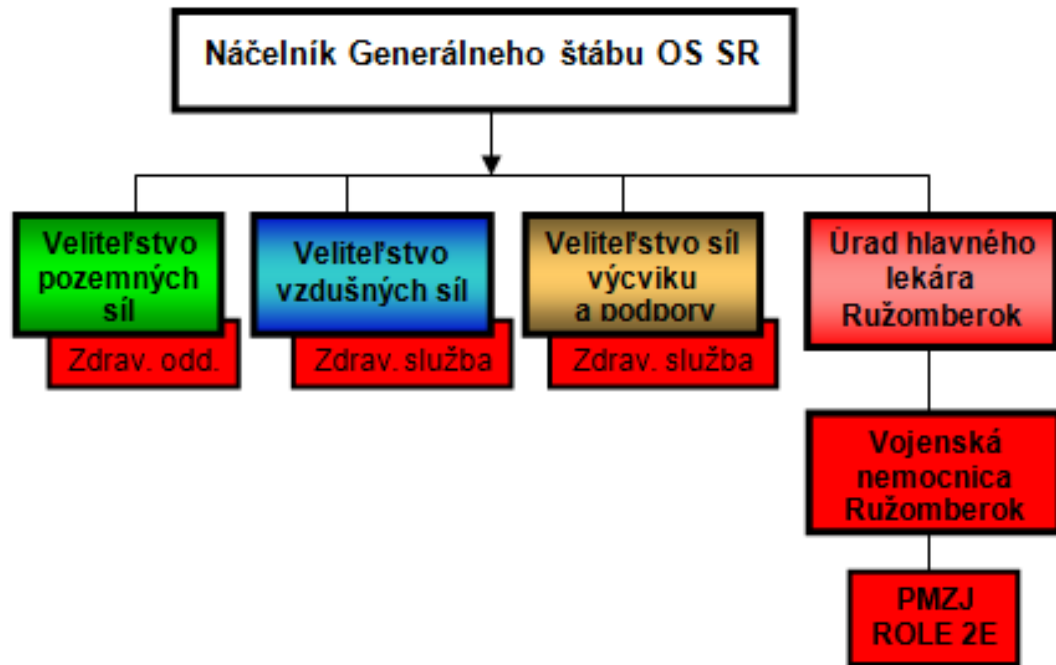 Náčelník Generálneho štábu OS SR
Veliteľstvo
pozemných
síl
Zdrav. odd.
Veliteľstvo
vzdušných síl
Zdrav. služba
Veliteľstvo síl
výcviku
a podpory
Zdrav. služba
Úrad hlavného
lekára
Ružomberok
Vojenská
nemocnica
Ružomberok
PMZJ
ROLE 2E